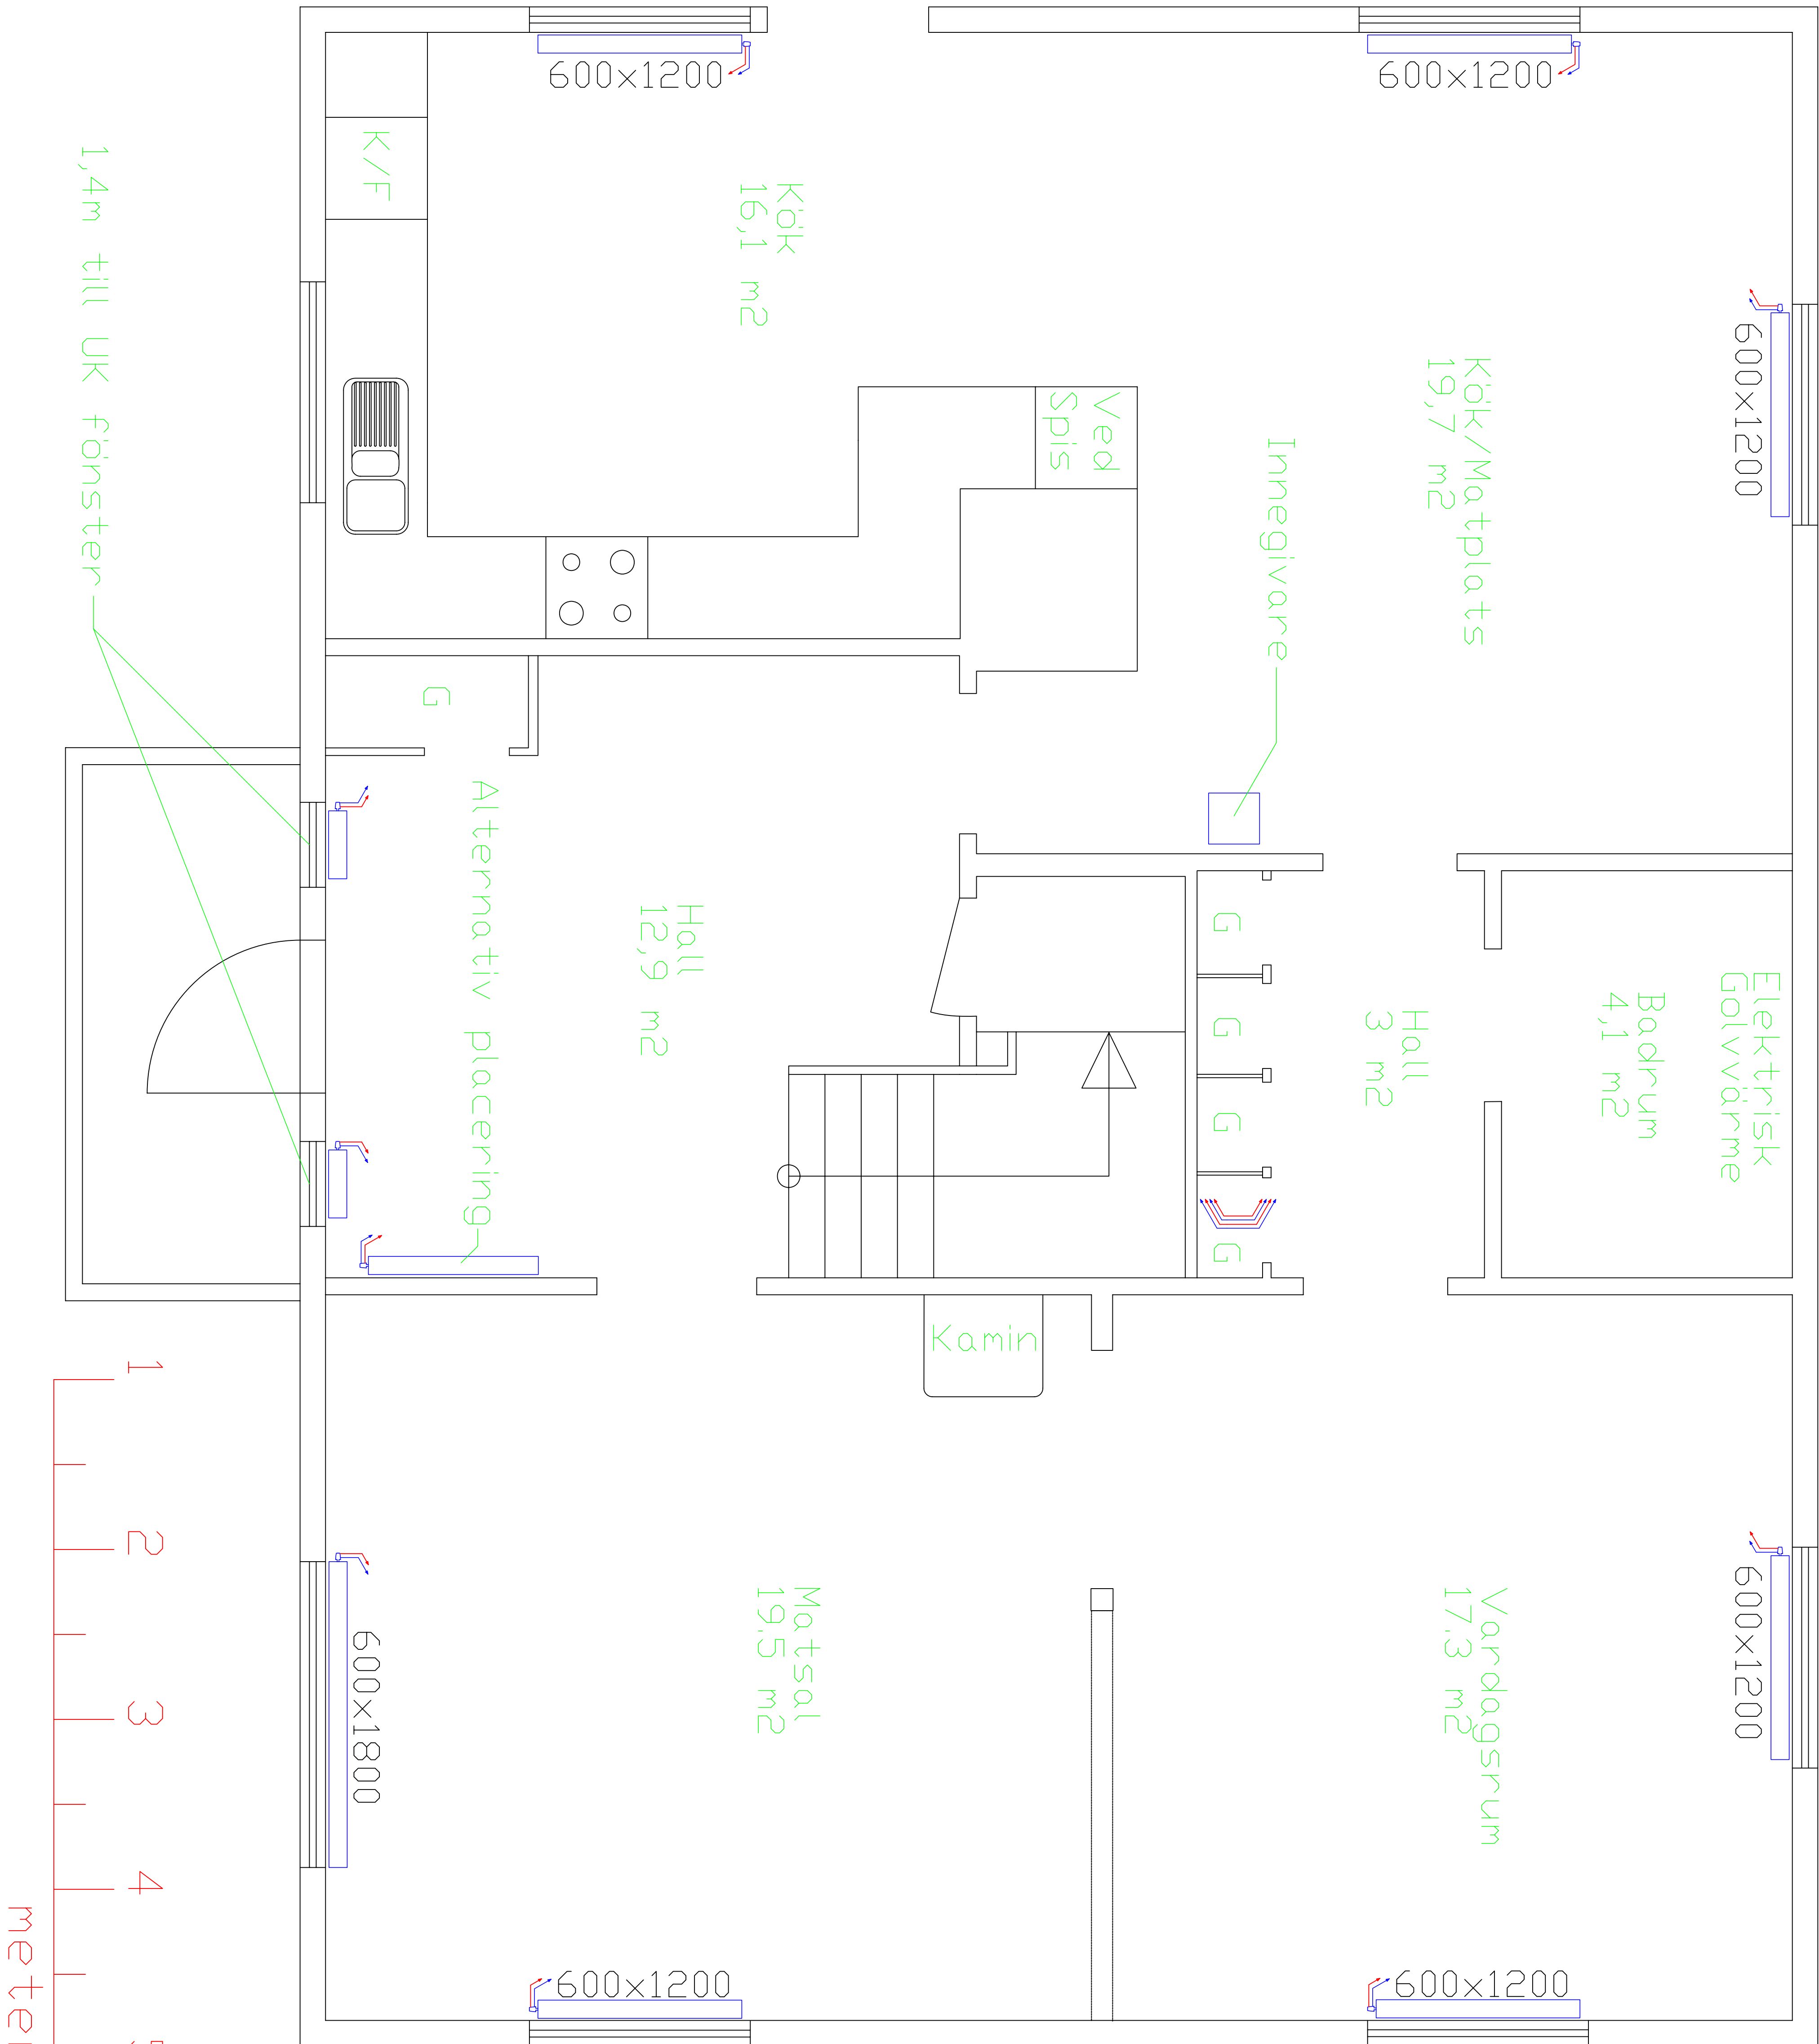 600x1200
600x1200
K/F
Kök
16,1 m2
Kök/Matplats
19,7 m2
600x1200
Ved
Spis
Innegivare
1,4m till UK fönster
G
Alternativ placering
Hall
12,9 m2
G
G
G
G
Hall
3 m2
Badrum
4,1 m2
Elektrisk
Golvvärme
Kamin
Matsal
19.5 m2
Vardagsrum
17.3 m2
600x1200
600x1800
600x1200
600x1200
1
2
3
4
meter